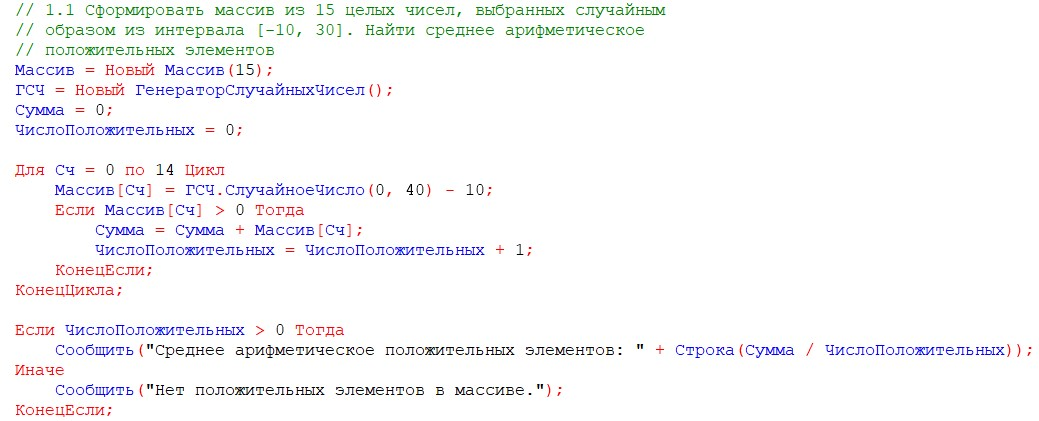 // 1.1 Сформировать массив из 15 целых чисел, выбранных случайным
// образом из интервала [-10, 30]. Найти среднее арифметическое
// положительных элементов
Массив = Новый Массив(15);
ГСЧ = Новый ГенераторСлучайныхЧисел();
Сумма = 0;
ЧислоПоложительных = 0;

Для Сч = 0 по 14 Цикл
    Массив[Сч] = ГСЧ.СлучайноеЧисло(0, 40) - 10;
    Если Массив[Сч] > 0 Тогда
        Сумма = Сумма + Массив[Сч];
        ЧислоПоложительных = ЧислоПоложительных + 1;
    КонецЕсли;
КонецЦикла;

Если ЧислоПоложительных > 0 Тогда
    Сообщить("Среднее арифметическое положительных элементов: " + Строка(Сумма / ЧислоПоложительных));
Иначе
    Сообщить("Нет положительных элементов в массиве.");
КонецЕсли;